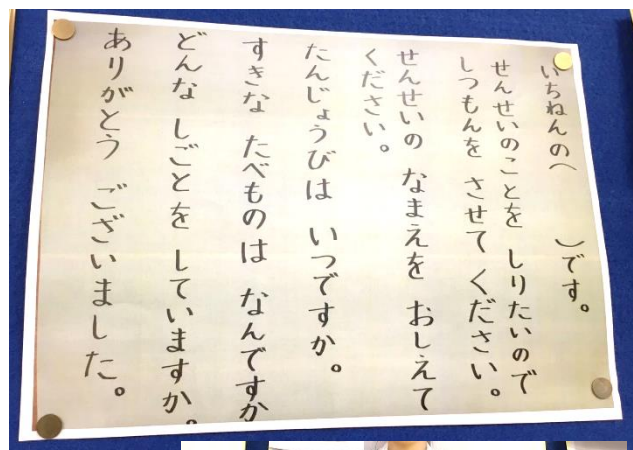 いちねんの（　　　）です。
せんせいのことを しりたいので
しつもんを させて ください。
せんせいの なまえを おしえて
ください。
たんじょうびは いつですか。
すきな たべものは なんですか
どんな しごとを していますか。
ありがとう ございました。